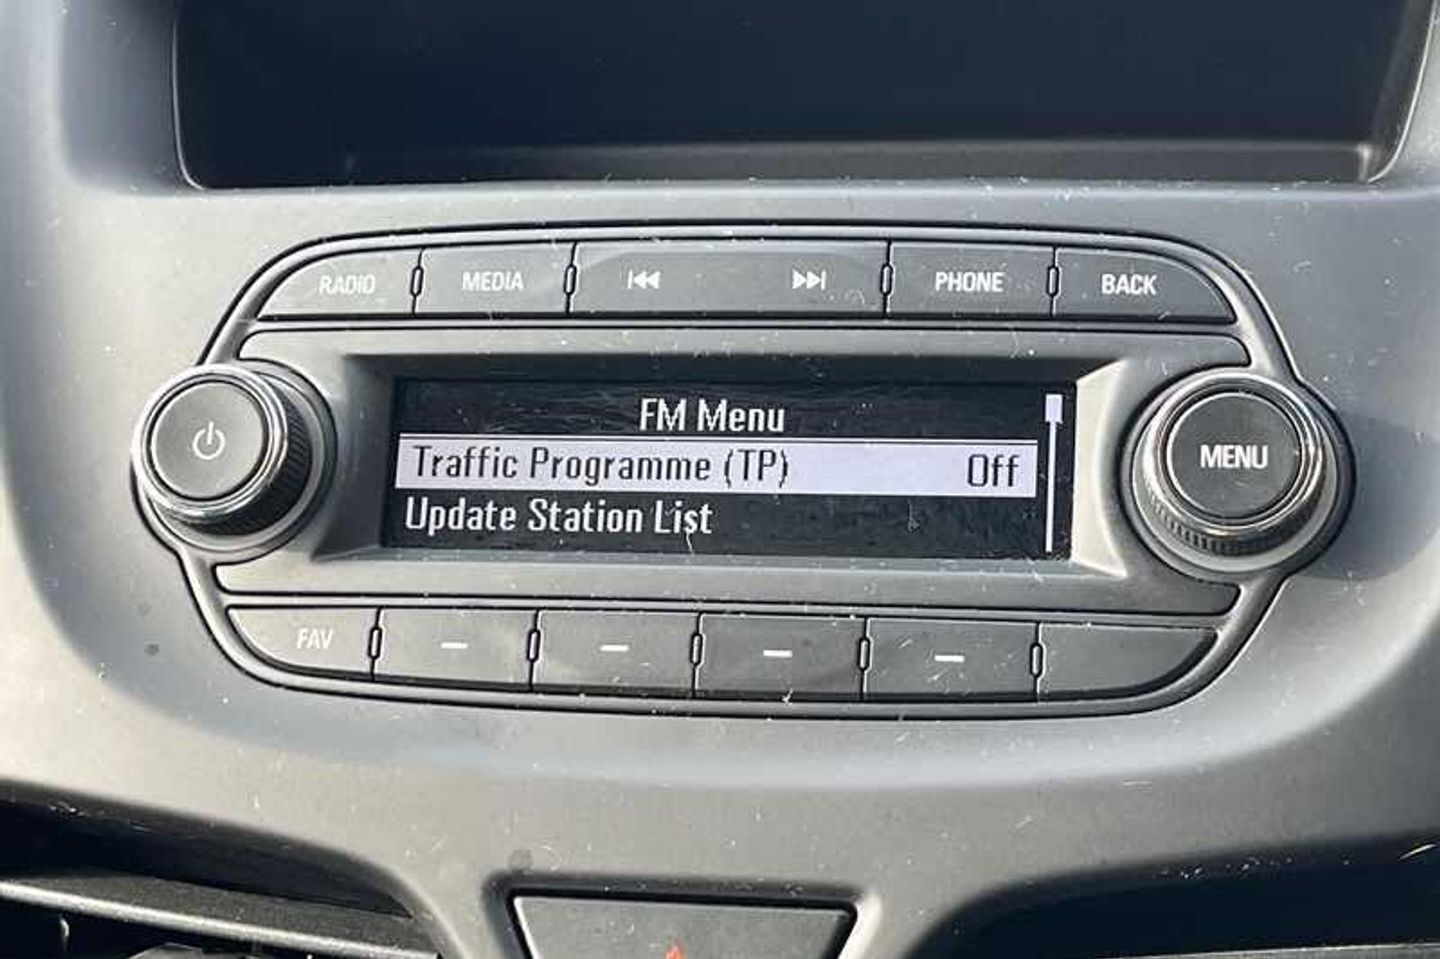 RADIO MEDIA PHONE BACK
FM Menu
Traffic Programme (TP) Off
Update Station List
MENU
FAV